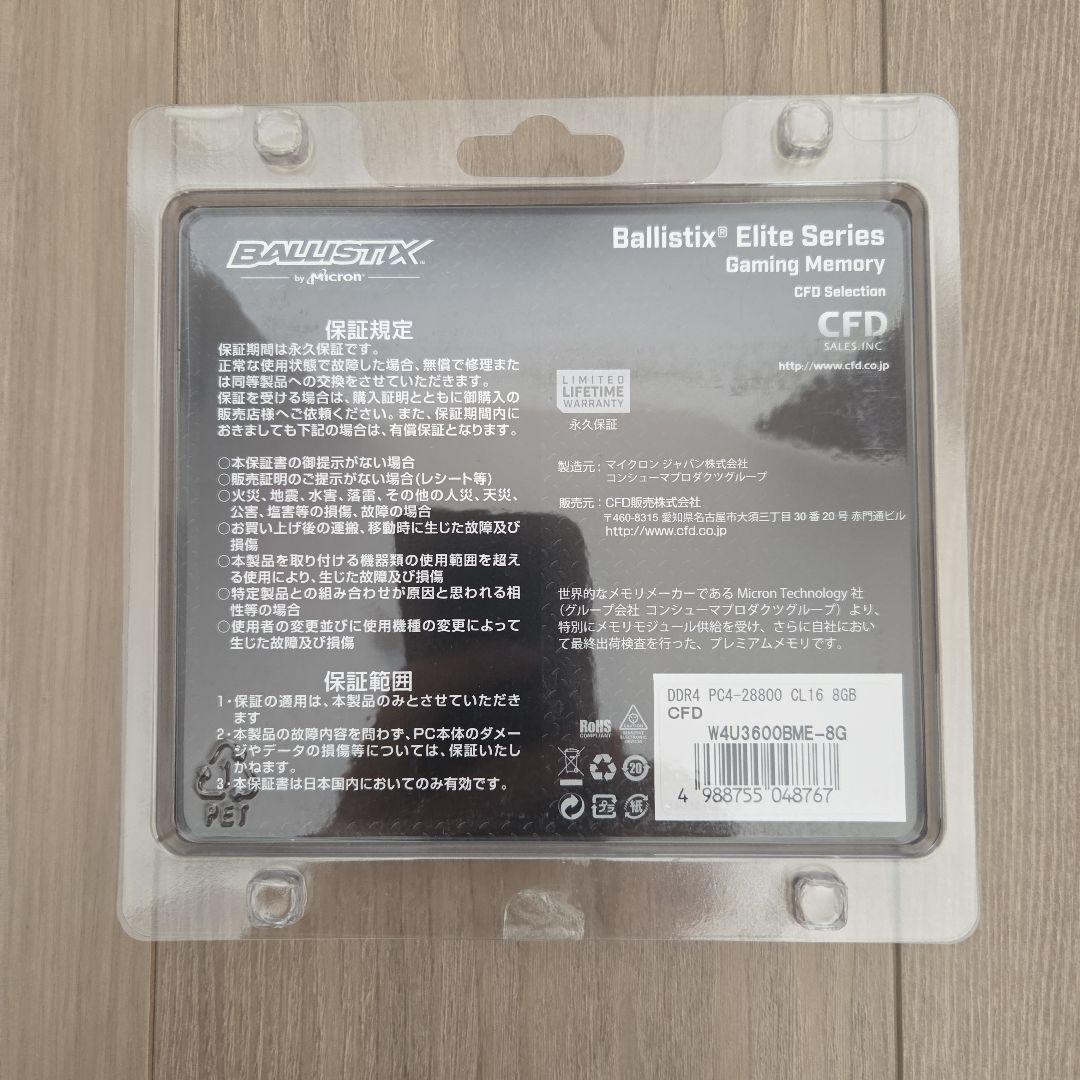 BALLISTIX™
by Micron®
Ballistix® Elite Series
Gaming Memory
CFD Selection
CFD
SALES.INC
http://www.cfd.co.jp
保証規定
保証期間は永久保証です。
正常な使用状態で故障した場合、無償で修理また
は同等製品への交換をさせていただきます。
保証を受ける場合は、購入証明とともに御購入の
販売店様へご依頼ください。また、保証期間内に
おきましても下記の場合は、有償保証となります。
○本保証書の御提示がない場合
○販売証明のご提示がない場合(レシート等)
○火災、地震、水害、落雷、その他の人災、天災、
公害、塩害等の損傷、故障の場合
○お買い上げ後の運搬、移動時に生じた故障及び
損傷
○本製品を取り付ける機器類の使用範囲を超え
る使用により、生じた故障及び損傷
○特定製品との組み合わせが原因と思われる相
性等の場合
○使用者の変更並びに使用機種の変更によって
生じた故障及び損傷
保証範囲
1・保証の適用は、本製品のみとさせていただき
ます
2・本製品の故障内容を問わず、PC本体のダメー
ジやデータの損傷等については、保証いたし
かねます。
3・本保証書は日本国内においてのみ有効です。
PET
LIMITED
LIFETIME
WARRANTY
永久保証
製造元：マイクロン ジャパン株式会社
コンシューマプロダクツグループ
販売元：CFD販売株式会社
〒460-8315 愛知県名古屋市大須三丁目 30 番 20 号 赤門通ビル
http://www.cfd.co.jp
世界的なメモリメーカーである Micron Technology 社
（グループ会社 コンシューマプロダクツグループ）より、
特別にメモリモジュール供給を受け、さらに自社におい
て最終出荷検査を行った、プレミアムメモリです。
RoHS
COMPLIANT
CAUTION
SENSITIVE
ELECTRONIC
DEVICES
20
プラ
紙
DDR4 PC4-28800 CL16 8GB
CFD
W4U3600BME-8G
4 988755 048767